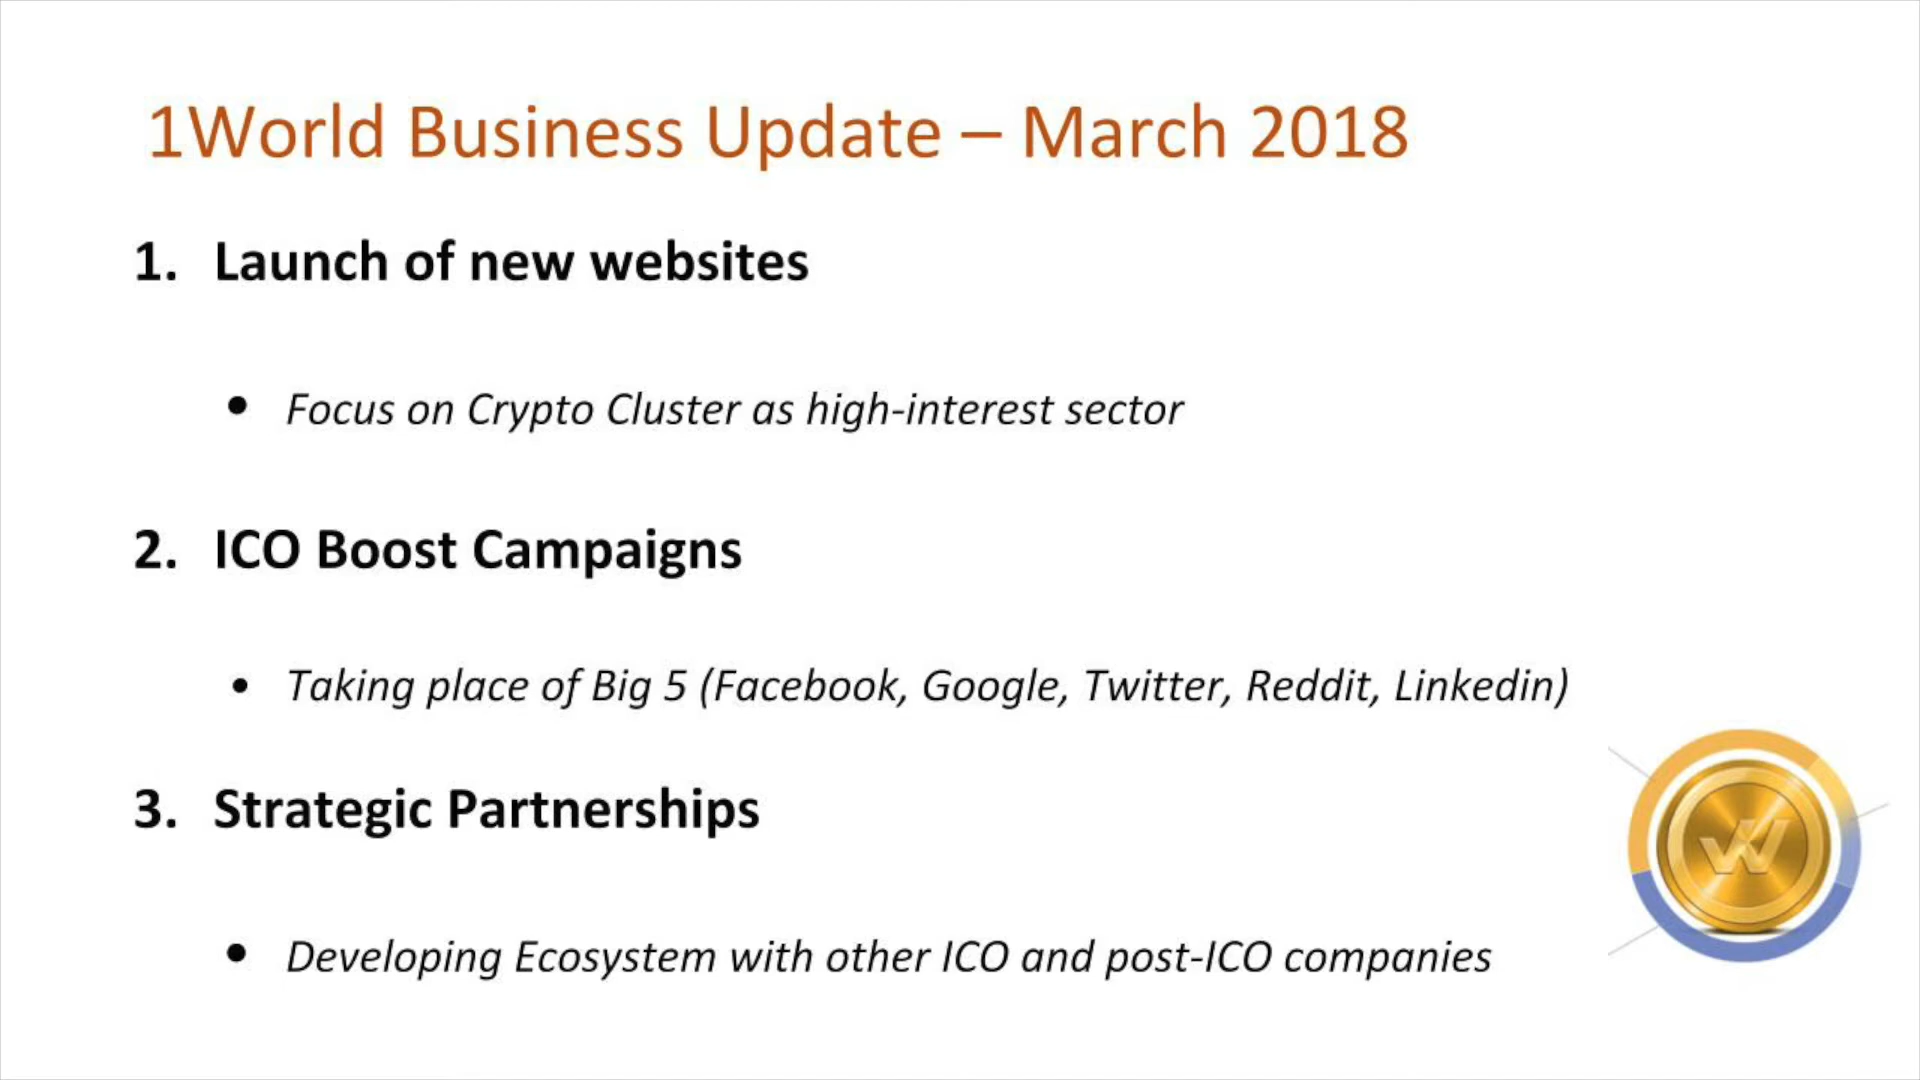 1World Business Update – March 2018
1. Launch of new websites
• Focus on Crypto Cluster as high-interest sector
2. ICO Boost Campaigns
• Taking place of Big 5 (Facebook, Google, Twitter, Reddit, Linkedin)
3. Strategic Partnerships
• Developing Ecosystem with other ICO and post-ICO companies
W